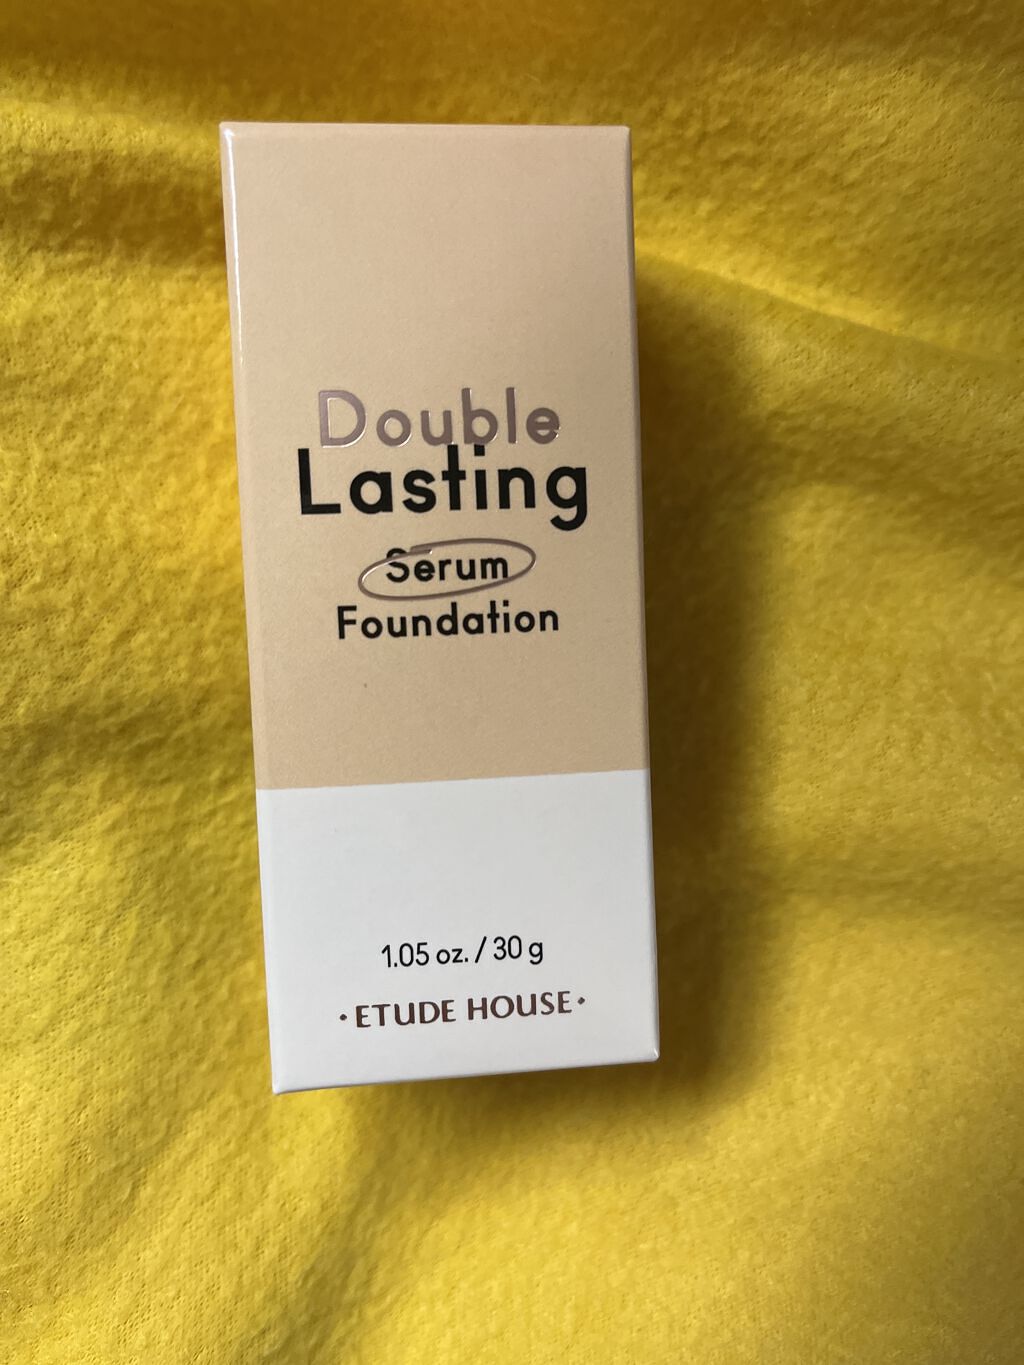 Double
Lasting
Serum
Foundation
1.05 oz. / 30 g
·ETUDE HOUSE·